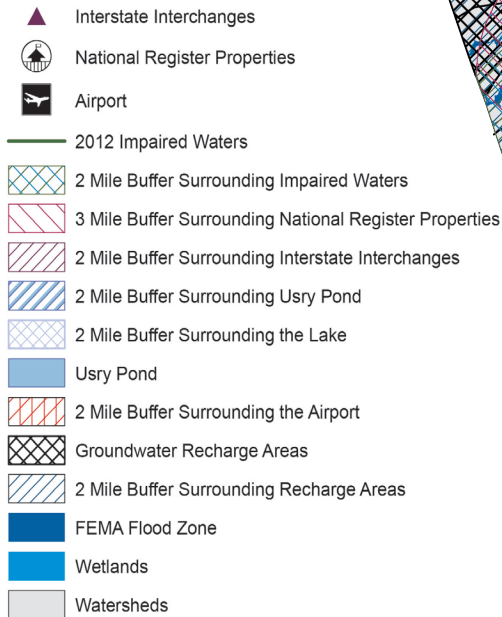 Interstate Interchanges
National Register Properties
Airport
2012 Impaired Waters
2 Mile Buffer Surrounding Impaired Waters
3 Mile Buffer Surrounding National Register Properties
2 Mile Buffer Surrounding Interstate Interchanges
2 Mile Buffer Surrounding Usry Pond
2 Mile Buffer Surrounding the Lake
Usry Pond
2 Mile Buffer Surrounding the Airport
Groundwater Recharge Areas
2 Mile Buffer Surrounding Recharge Areas
FEMA Flood Zone
Wetlands
Watersheds